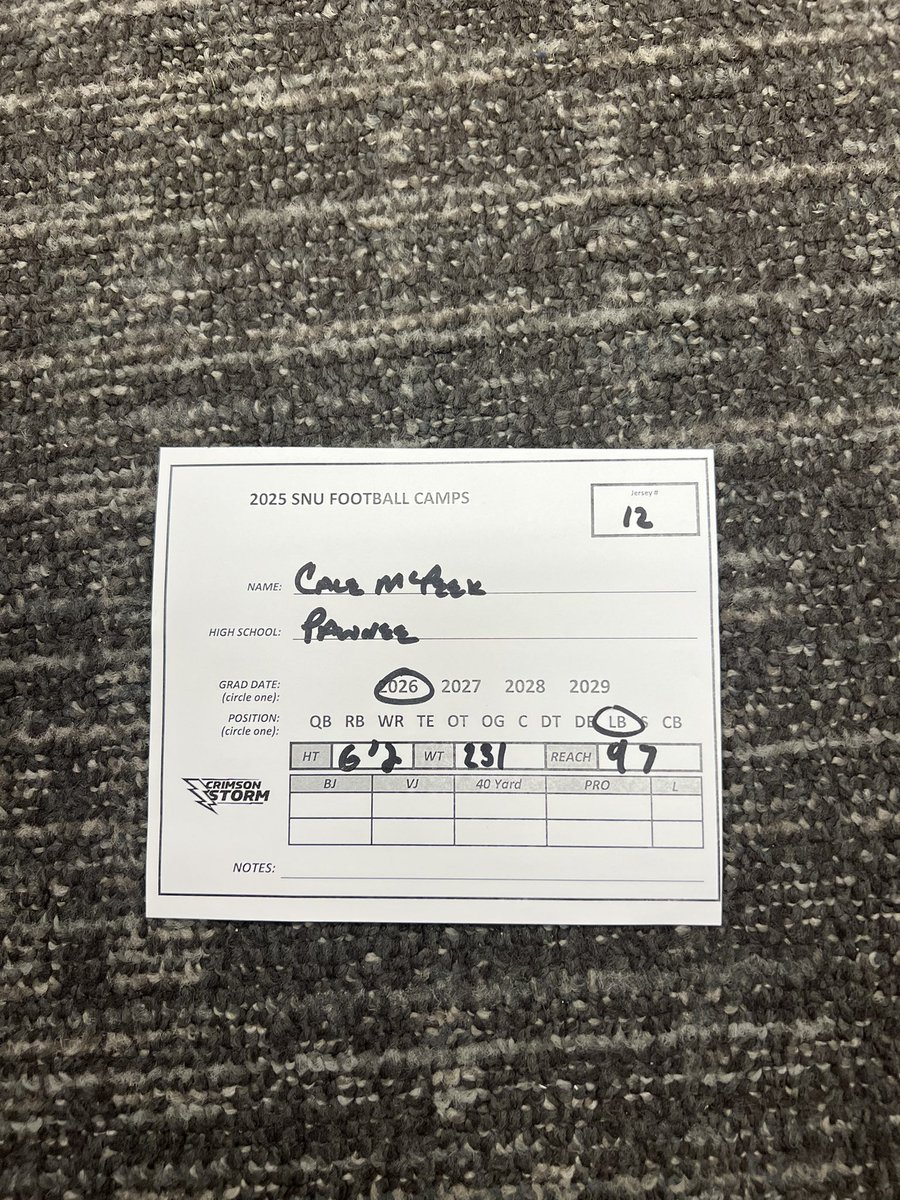 2025 SNU FOOTBALL CAMPS
Jersey #
12
NAME: CALE MCPEEK
HIGH SCHOOL: PAWNEE
GRAD DATE: 2026 2027 2028 2029
(circle one):
POSITION: QB RB WR TE OT OG C DT DE LB S CB
(circle one):
HT 6'2 WT 231 REACH 97
CRIMSON
STORM
BJ VJ 40 Yard PRO L
NOTES: